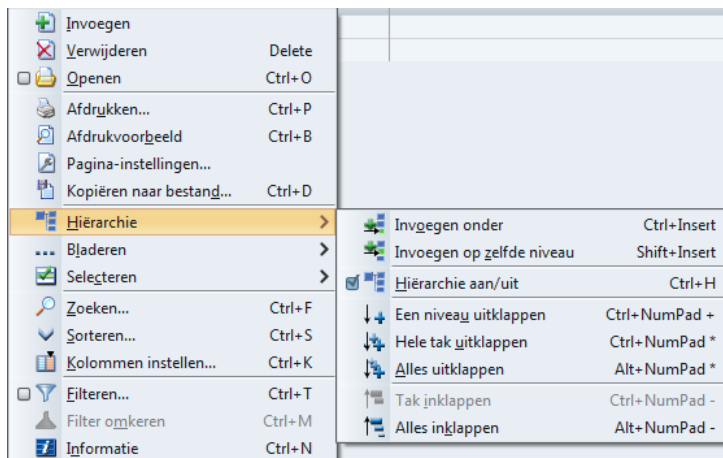 Invoegen
Verwijderen Delete
Openen Ctrl+O
Afdrukken... Ctrl+P
Afdrukvoorbeeld Ctrl+B
Pagina-instellingen...
Kopiëren naar bestand... Ctrl+D
Hiërarchie
Bladeren
Selecteren
Zoeken... Ctrl+F
Sorteren... Ctrl+S
Kolommen instellen... Ctrl+K
Filteren... Ctrl+T
Filter omkeren Ctrl+M
Informatie Ctrl+N
Invoegen onder Ctrl+Insert
Invoegen op zelfde niveau Shift+Insert
Hiërarchie aan/uit Ctrl+H
Een niveau uitklappen Ctrl+NumPad +
Hele tak uitklappen Ctrl+NumPad *
Alles uitklappen Alt+NumPad *
Tak inklappen Ctrl+NumPad -
Alles inklappen Alt+NumPad -